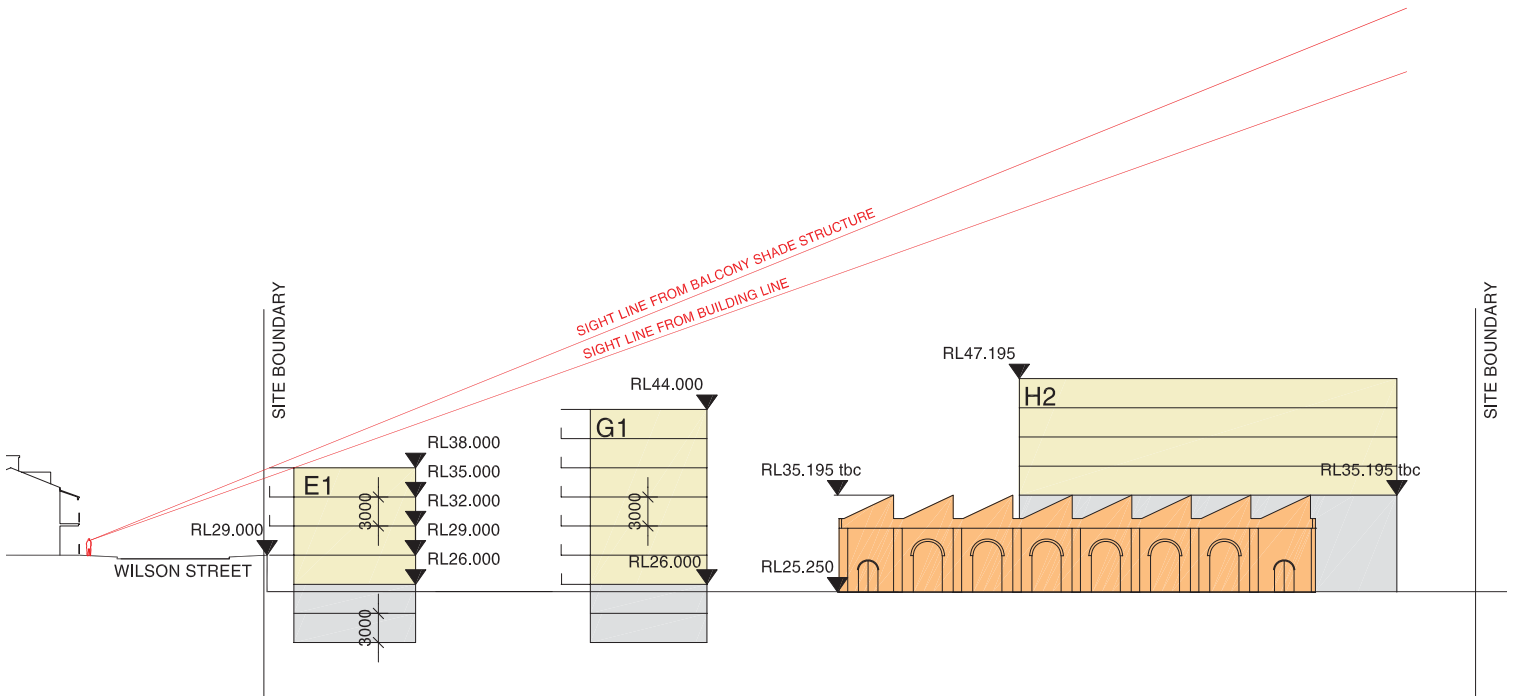 SIGHT LINE FROM BALCONY SHADE STRUCTURE
SIGHT LINE FROM BUILDING LINE
SITE BOUNDARY
SITE BOUNDARY
RL47.195
RL44.000
H2
G1
RL38.000
RL35.000
RL32.000
RL29.000
RL26.000
E1
3000
3000
3000
RL35.195 tbc
RL35.195 tbc
RL29.000
WILSON STREET
RL26.000
RL25.250